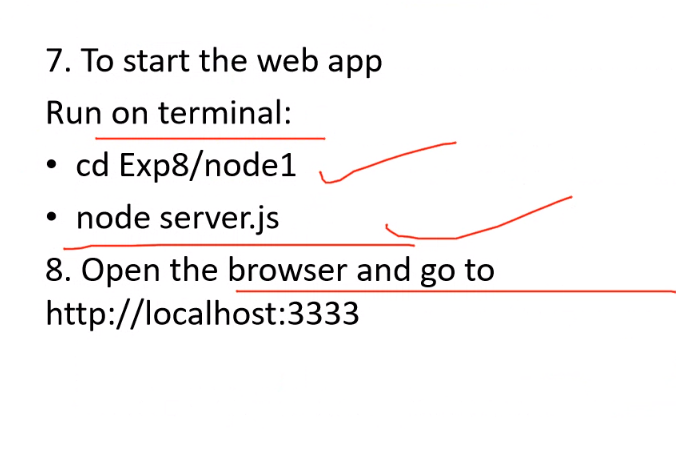 7. To start the web app
Run on terminal:
• cd Exp8/node1
• node server.js
8. Open the browser and go to
http://localhost:3333